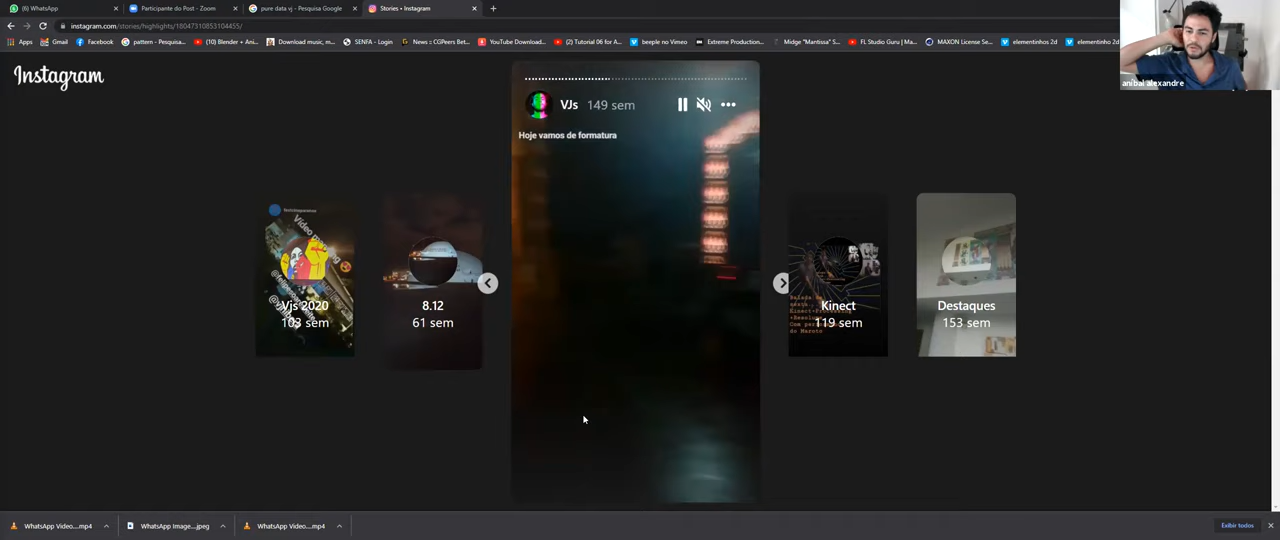 (6) WhatsApp
Participante do Post - Zoom
pure data vj - Pesquisa Google
Stories • Instagram
instagram.com/stories/highlights/18047310853104455/
Apps
Gmail
Facebook
pattern - Pesquisa...
(10) Blender + Ani...
Download music, m...
SENFA - Login
News :: CGPeers Bet...
YouTube Download...
(2) Tutorial 06 for A...
beeple no Vimeo
Extreme Production...
Midge "Mantissa" S...
FL Studio Guru | Ma...
MAXON License Se...
elementinhos 2d
elementinho 2d
anibal alexandre
Instagram
VJs 149 sem
Hoje vamos de formatura
Vjs 2020
103 sem
8.12
61 sem
Kinect
119 sem
do Maroto
Destaques
153 sem
WhatsApp Video....mp4
WhatsApp Image....jpeg
WhatsApp Video....mp4
Exibir todos